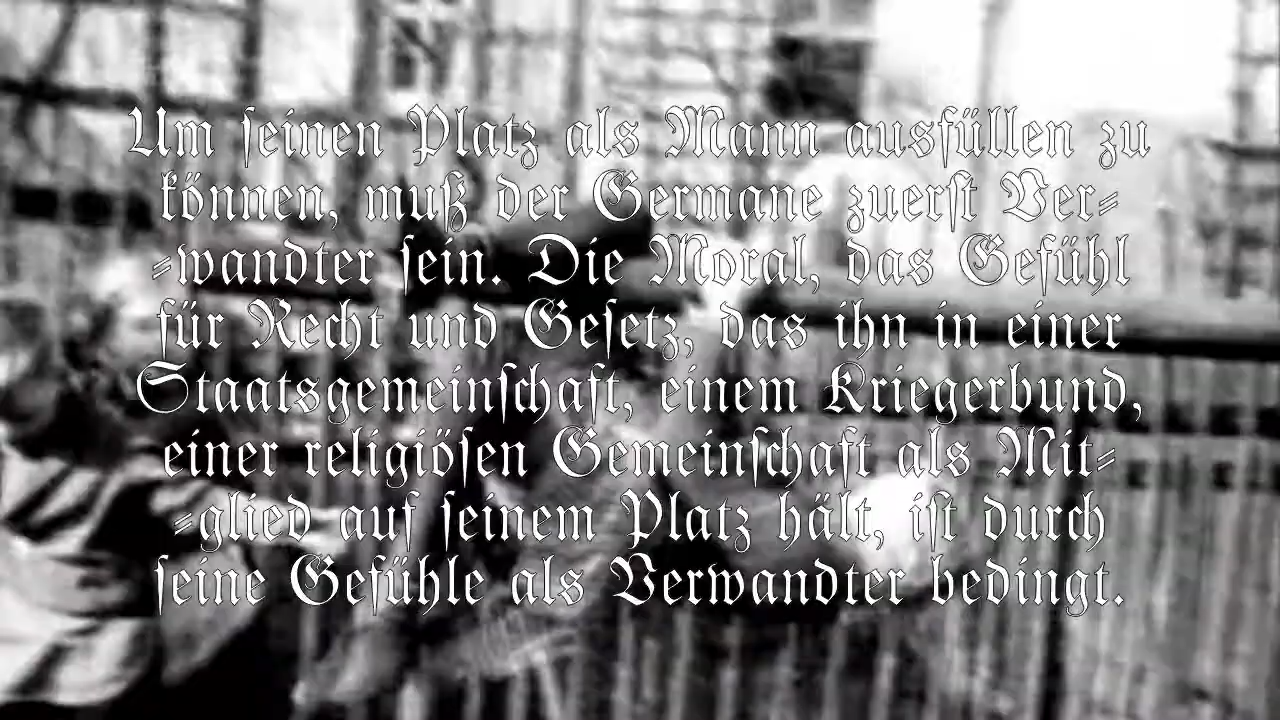 Um ſeinen Platz als Mann ausfüllen zu
können, muß der Germane zuerſt Ver⸗
⸗wandter ſein. Die Moral, das Gefühl
für Recht und Geſetz, das ihn in einer
Staatsgemeinſchaft, einem Kriegerbund,
einer religiöſen Gemeinſchaft als Mit⸗
⸗glied auf ſeinem Platz hält, iſt durch
ſeine Gefühle als Verwandter bedingt.